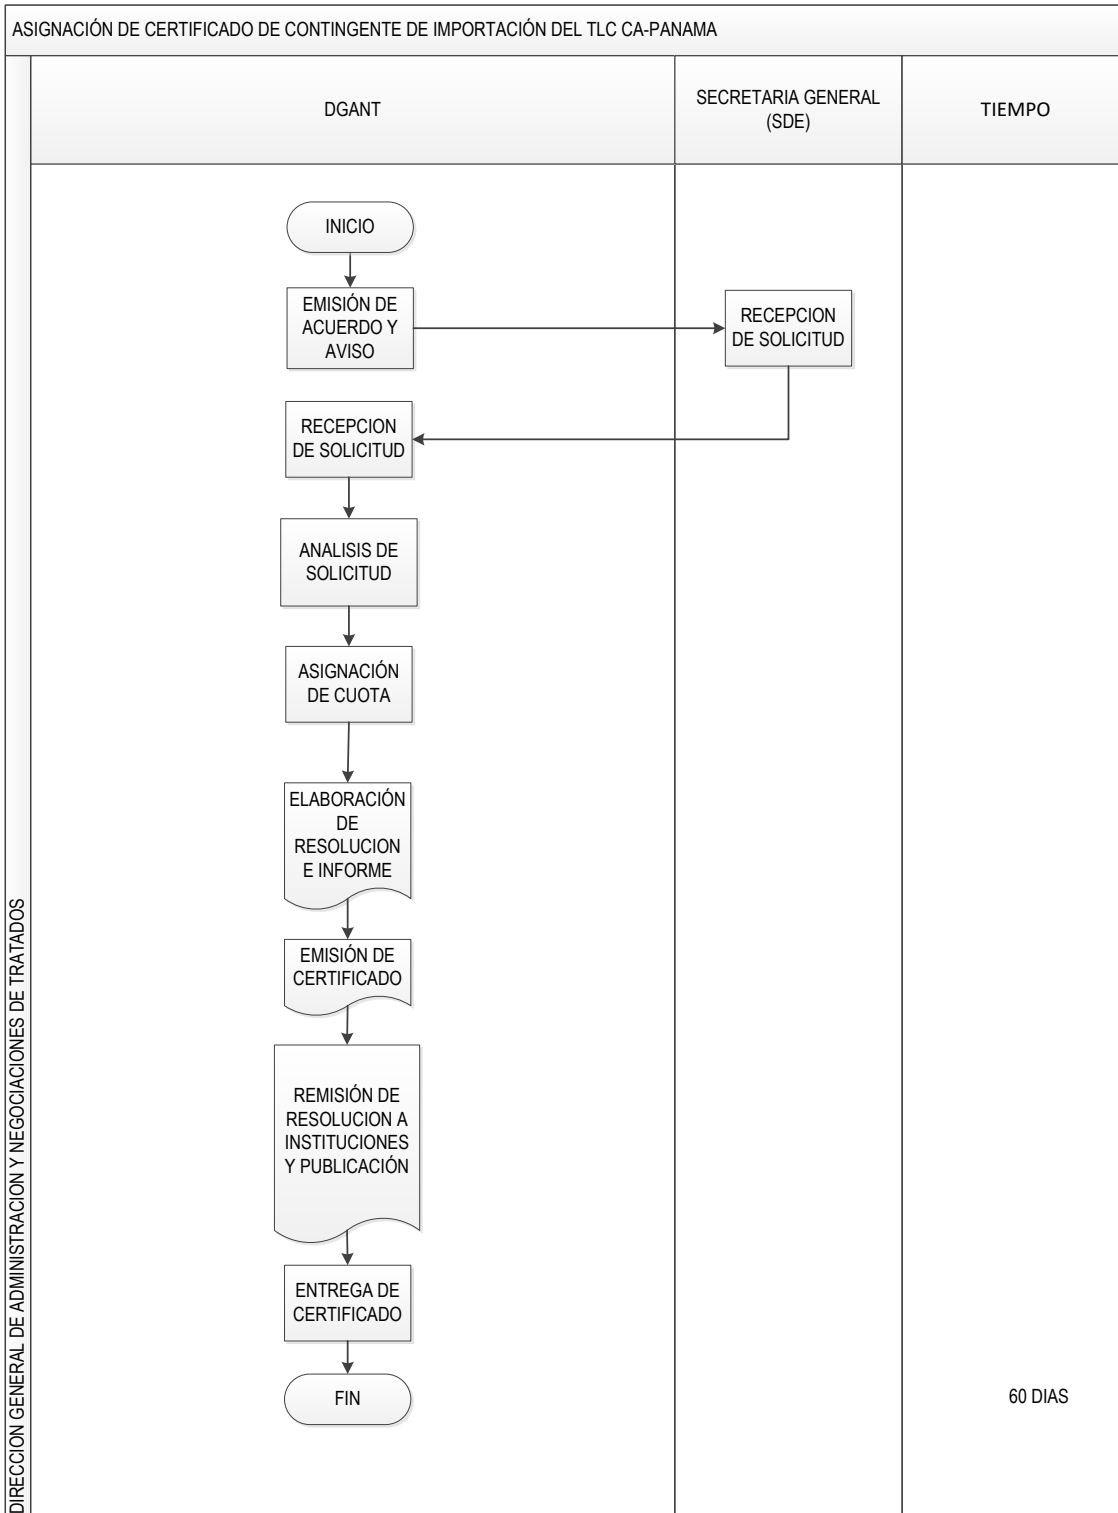 ASIGNACIÓN DE CERTIFICADO DE CONTINGENTE DE IMPORTACIÓN DEL TLC CA-PANAMA
DGANT
SECRETARIA GENERAL
(SDE)
TIEMPO
INICIO
EMISIÓN DE
ACUERDO Y
AVISO
RECEPCION
DE SOLICITUD
RECEPCION
DE SOLICITUD
ANALISIS DE
SOLICITUD
ASIGNACIÓN
DE CUOTA
ELABORACIÓN
DE
RESOLUCION
E INFORME
EMISIÓN DE
CERTIFICADO
REMISIÓN DE
RESOLUCION A
INSTITUCIONES
Y PUBLICACIÓN
ENTREGA DE
CERTIFICADO
FIN
60 DIAS
DIRECCION GENERAL DE ADMINISTRACION Y NEGOCIACIONES DE TRATADOS